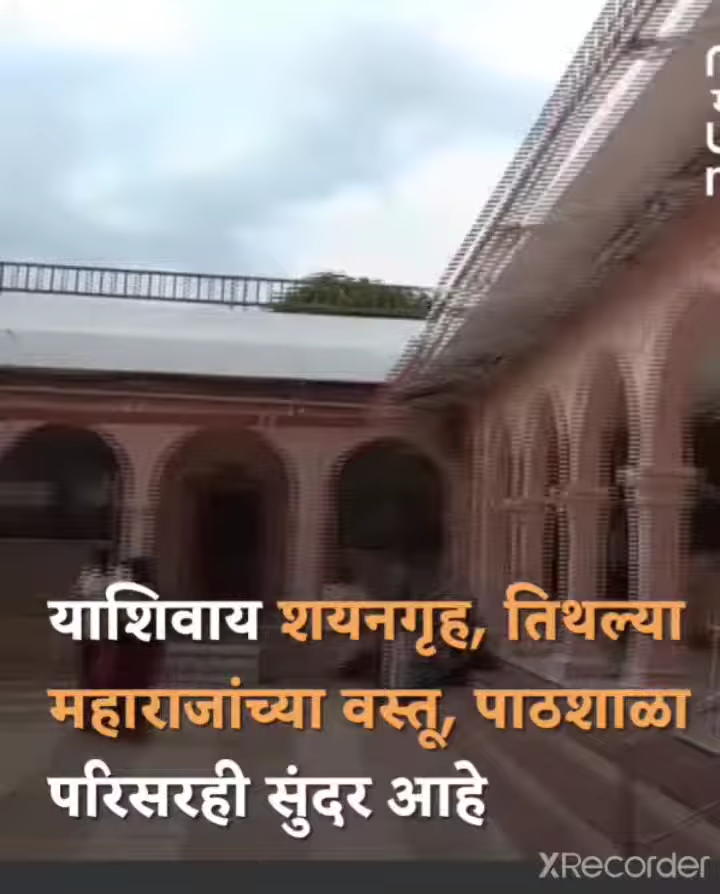 याशिवाय शयनगृह, तिथल्या
महाराजांच्या वस्तू, पाठशाळा
परिसरही सुंदर आहे
XRecorder